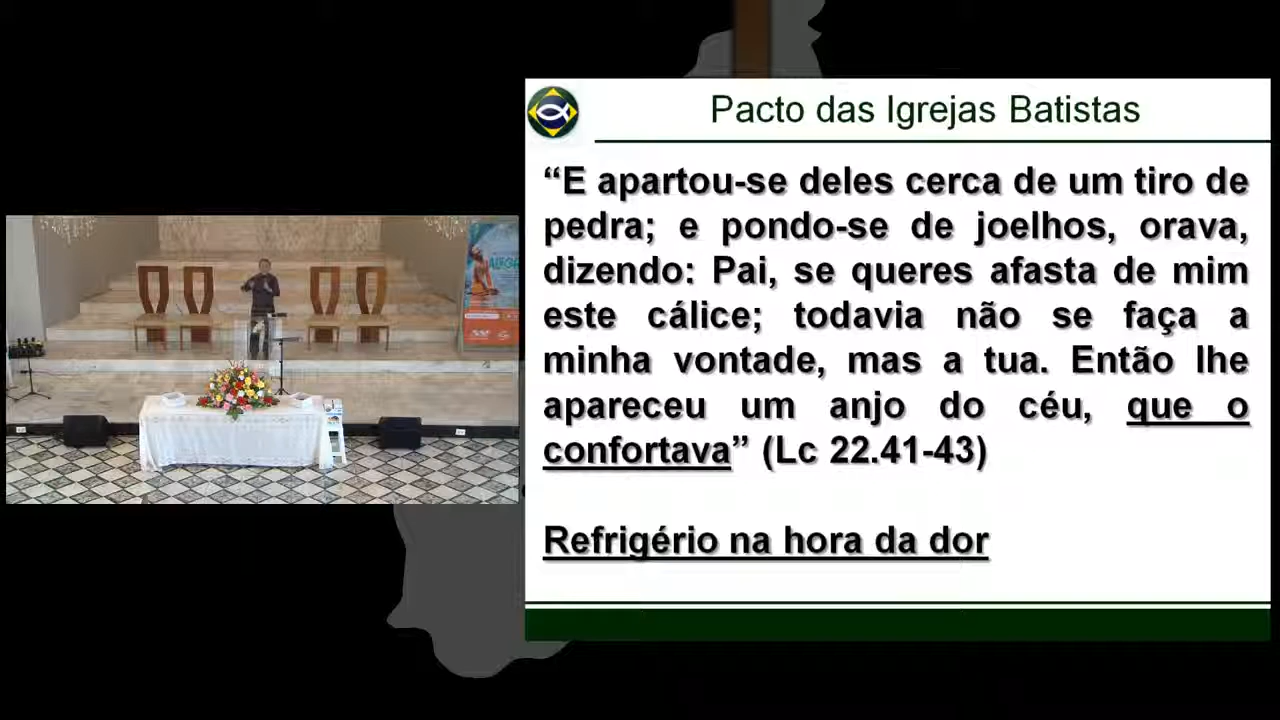 Pacto das Igrejas Batistas
“E apartou-se deles cerca de um tiro de
pedra; e pondo-se de joelhos, orava,
dizendo: Pai, se queres afasta de mim
este cálice; todavia não se faça a
minha vontade, mas a tua. Então lhe
apareceu um anjo do céu, que o
confortava” (Lc 22.41-43)
Refrigério na hora da dor